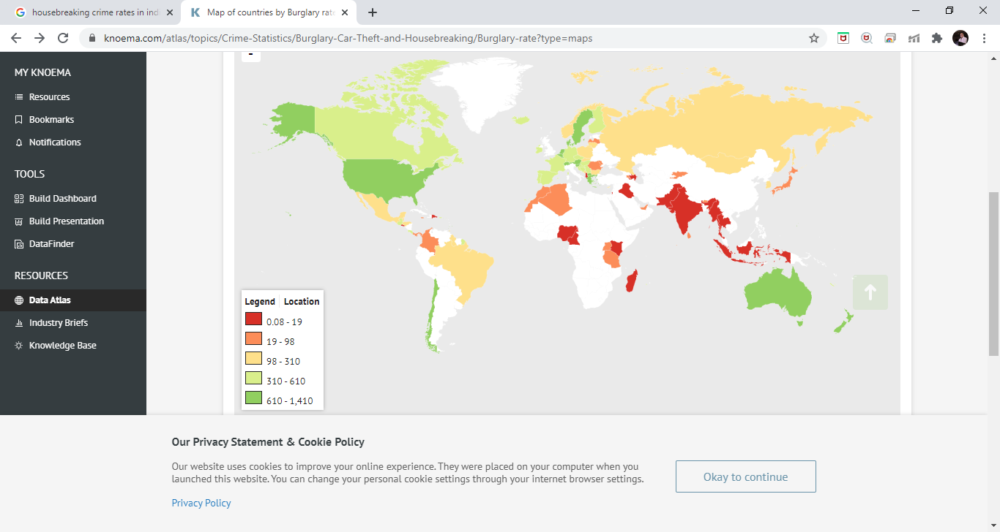 housebreaking crime rates in ind
Map of countries by Burglary rate
knoema.com/atlas/topics/Crime-Statistics/Burglary-Car-Theft-and-Housebreaking/Burglary-rate?type=maps
MY KNOEMA
Resources
Bookmarks
Notifications
TOOLS
Build Dashboard
Build Presentation
DataFinder
RESOURCES
Data Atlas
Industry Briefs
Knowledge Base
-
Legend Location
0.08 - 19
19 - 98
98 - 310
310 - 610
610 - 1,410
Our Privacy Statement & Cookie Policy
Our website uses cookies to improve your online experience. They were placed on your computer when you
launched this website. You can change your personal cookie settings through your internet browser settings.
Privacy Policy
Okay to continue